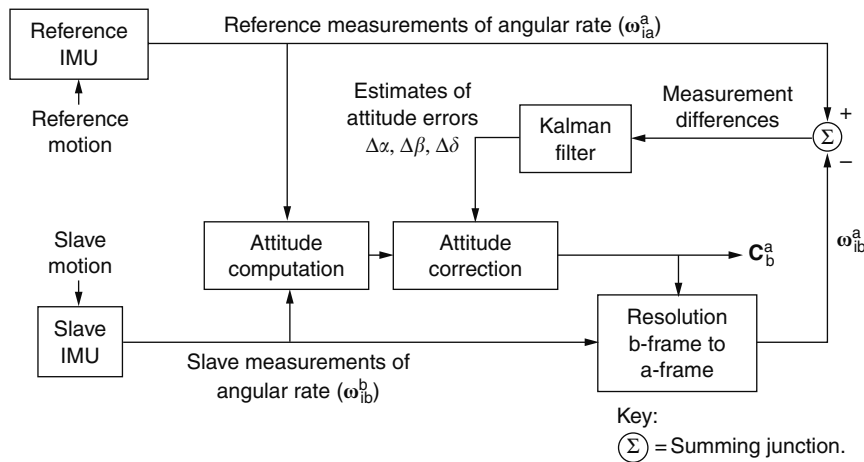 Reference
IMU
Reference measurements of angular rate (ω^a_ia)
Reference
motion
Estimates of
attitude errors
Δα, Δβ, Δδ
Kalman
filter
Measurement
differences
+
Σ
−
Slave
motion
Attitude
computation
Attitude
correction
C^a_b
ω^a_ib
Slave
IMU
Slave measurements of
angular rate (ω^b_ib)
Resolution
b-frame to
a-frame
Key:
Σ = Summing junction.